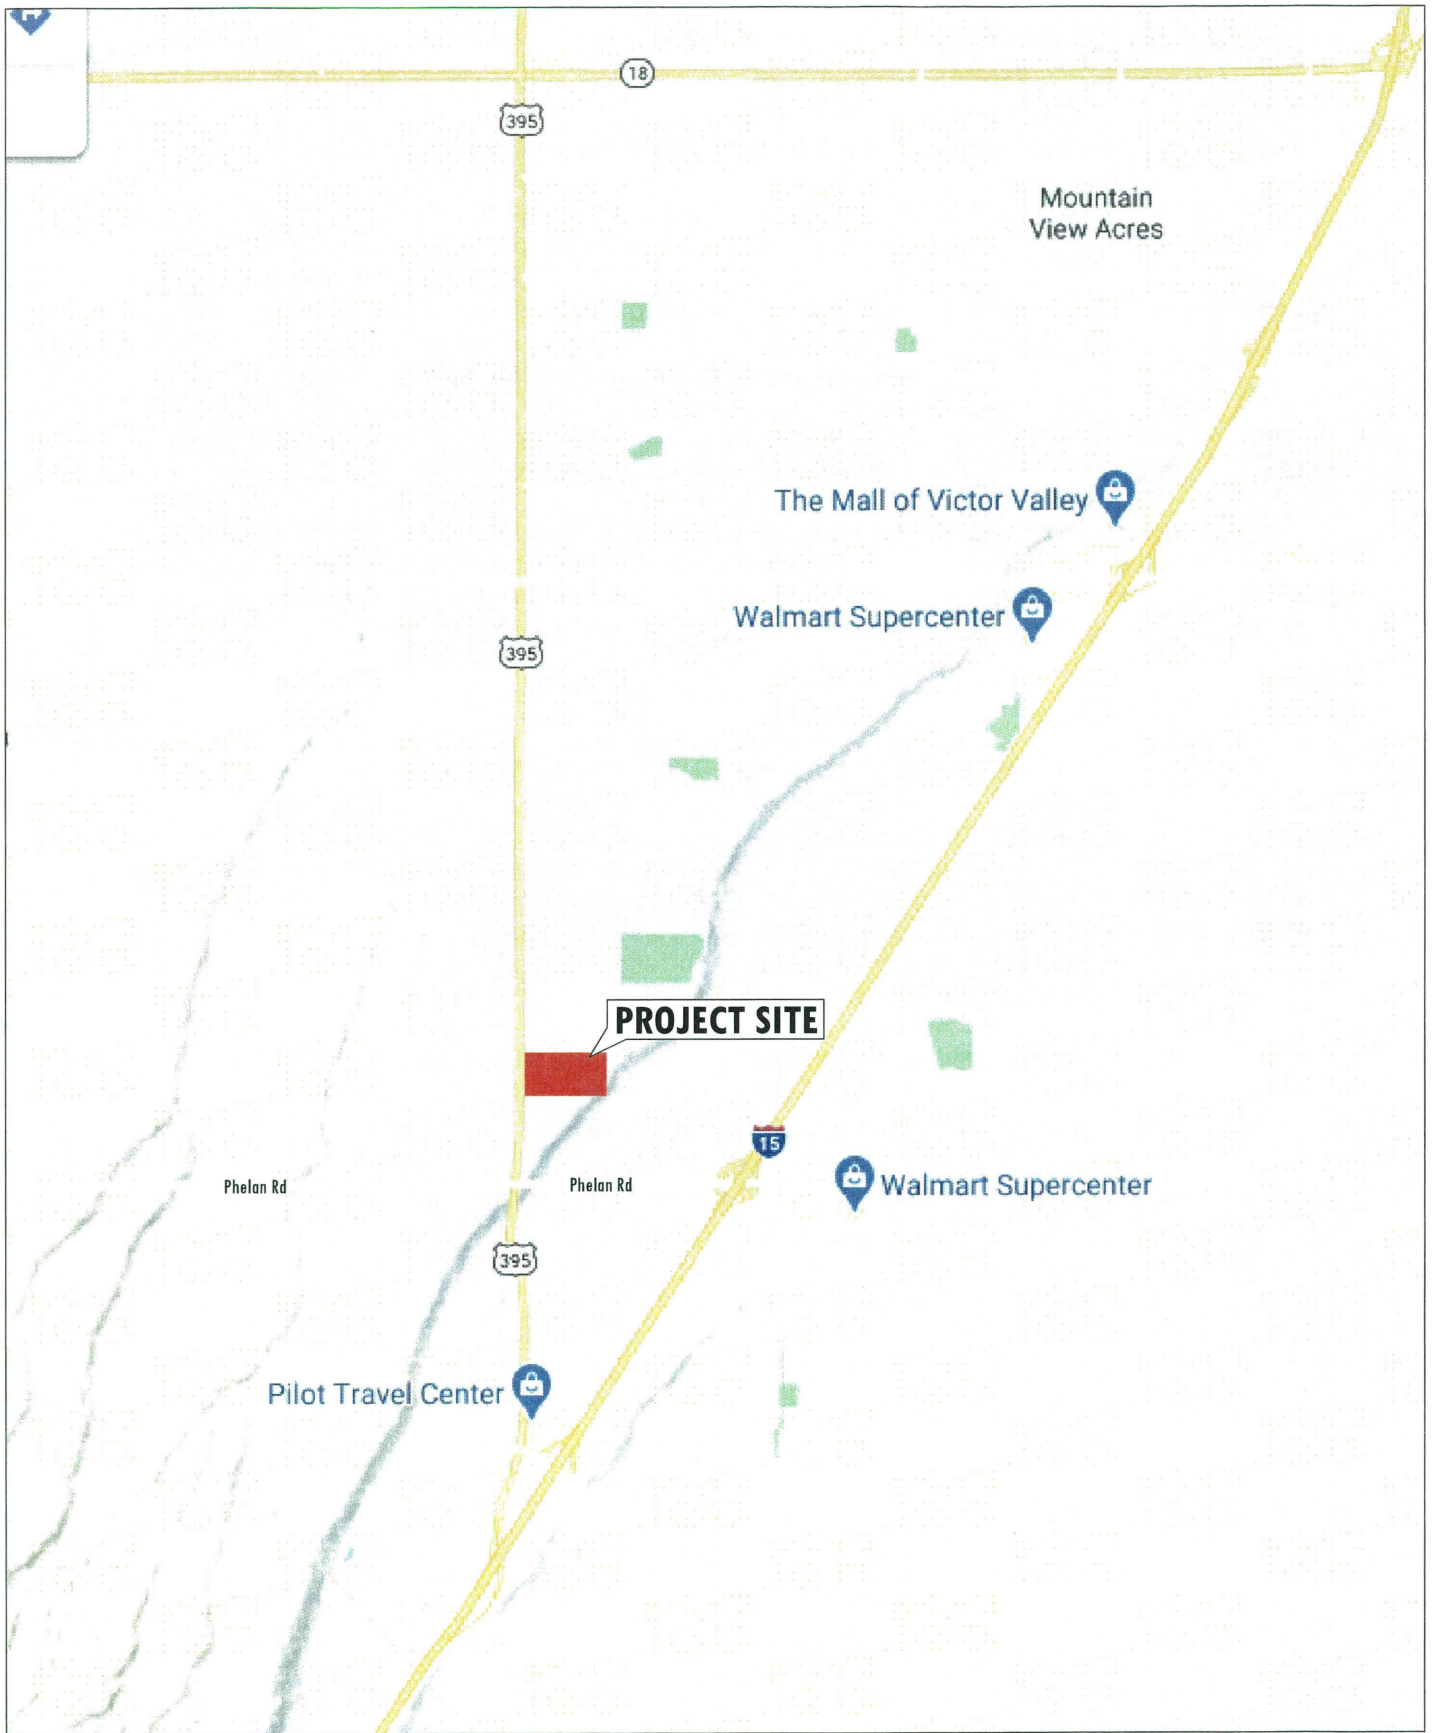 18
395
Mountain
View Acres
The Mall of Victor Valley
Walmart Supercenter
395
PROJECT SITE
15
Phelan Rd
Phelan Rd
Walmart Supercenter
395
Pilot Travel Center